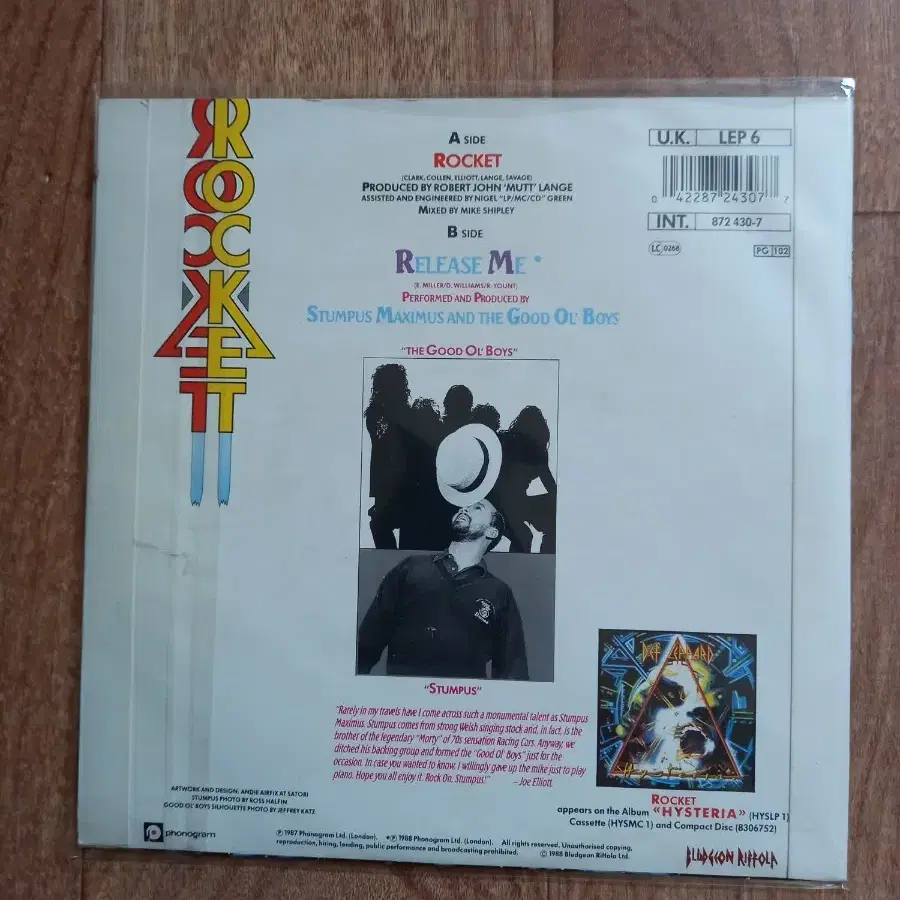 ROCKET
ROCKET
A SIDE
ROCKET
(CLARK, COLLEN, ELLIOTT, LANGE, SAVAGE)
PRODUCED BY ROBERT JOHN 'MUTT' LANGE
ASSISTED AND ENGINEERED BY NIGEL "LP/MC/CD" GREEN
MIXED BY MIKE SHIPLEY
B SIDE
RELEASE ME *
(E. MILLER/D. WILLIAMS/R. YOUNT)
PERFORMED AND PRODUCED BY
STUMPUS MAXIMUS AND THE GOOD OL' BOYS
U.K. LEP 6
0 42287 24307 7
INT. 872 430-7
LC 0268
PG 102
"THE GOOD OL' BOYS"
"STUMPUS"
"Rarely in my travels have I come across such a monumental talent as Stumpus
Maximus. Stumpus comes from strong Welsh singing stock and, in fact, is the
brother of the legendary "Morty" of 70s sensation Racing Cars. Anyway, we
ditched his backing group and formed the "Good Ol' Boys" just for the
occasion. In case you wanted to know, I willingly gave up the mike just to play
piano. Hope you all enjoy it. Rock On, Stumpus!"
– Joe Elliott
DEF LEPPARD
Hysteria
ROCKET
appears on the Album «HYSTERIA» (HYSLP 1)
Cassette (HYSMC 1) and Compact Disc (8306752)
ARTWORK AND DESIGN: ANDIE AIRFIX AT SATORI
STUMPUS PHOTO BY ROSS HALFIN
GOOD OL' BOYS SILHOUETTE PHOTO BY JEFFREY KATZ
phonogram
℗ 1987 Phonogram Ltd. (London). *℗ 1988 Phonogram Ltd. (London). All rights reserved. Unauthorised copying,
reproduction, hiring, lending, public performance and broadcasting prohibited. © 1988 Bludgeon Riffola Ltd.
BLUDGEON RIFFOLA